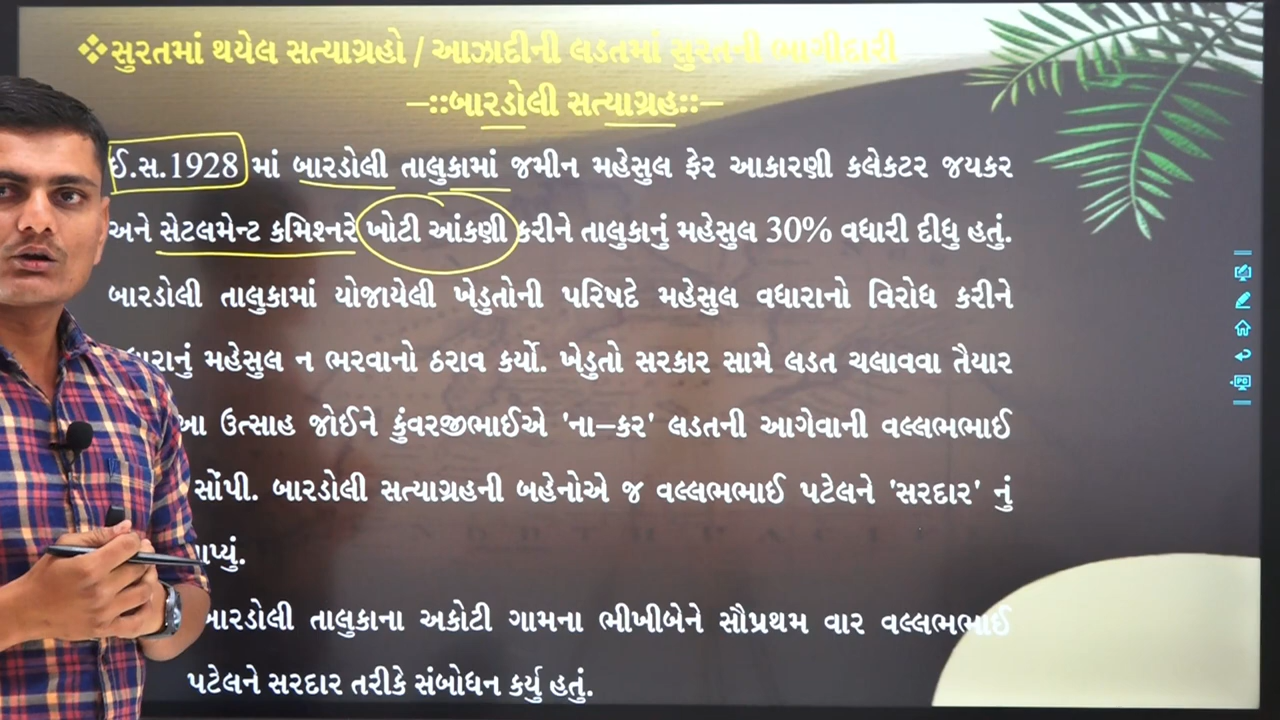 ❖સુરતમાં થયેલ સત્યાગ્રહો / આઝાદીની લડતમાં સુરતની ભાગીદારી
–::બારડોલી સત્યાગ્રહ::–
ઈ.સ.1928 માં બારડોલી તાલુકામાં જમીન મહેસુલ ફેર આકારણી કલેકટર જયકર
અને સેટલમેન્ટ કમિશ્નરે ખોટી આંકણી કરીને તાલુકાનું મહેસુલ 30% વધારી દીધુ હતું.
બારડોલી તાલુકામાં યોજાયેલી ખેડુતોની પરિષદે મહેસુલ વધારાનો વિરોધ કરીને
મહેસુલ ન ભરવાનો ઠરાવ કર્યો. ખેડુતો સરકાર સામે લડત ચલાવવા તૈયાર
આ ઉત્સાહ જોઈને કુંવરજીભાઈએ 'ના–કર' લડતની આગેવાની વલ્લભભાઈ
સોંપી. બારડોલી સત્યાગ્રહની બહેનોએ જ વલ્લભભાઈ પટેલને 'સરદાર' નું
બારડોલી તાલુકાના અકોટી ગામના ભીખીબેને સૌપ્રથમ વાર વલ્લભભાઈ
પટેલને સરદાર તરીકે સંબોધન કર્યુ હતું.